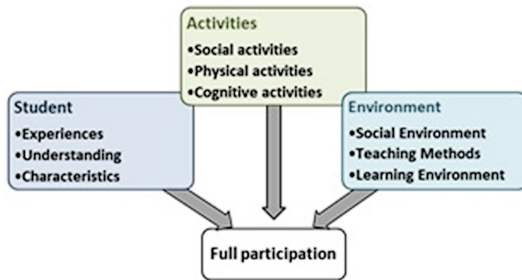 Activities
•Social activities
•Physical activities
•Cognitive activities
Student
•Experiences
•Understanding
•Characteristics
Environment
•Social Environment
•Teaching Methods
•Learning Environment
Full participation